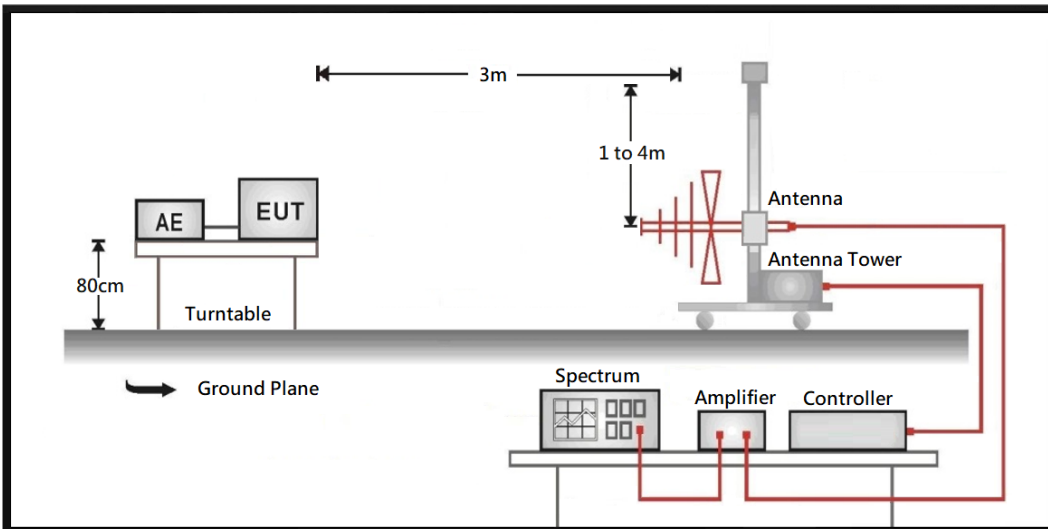 3m
1 to 4m
AE
EUT
Antenna
80cm
Antenna Tower
Turntable
Ground Plane
Spectrum
Amplifier
Controller